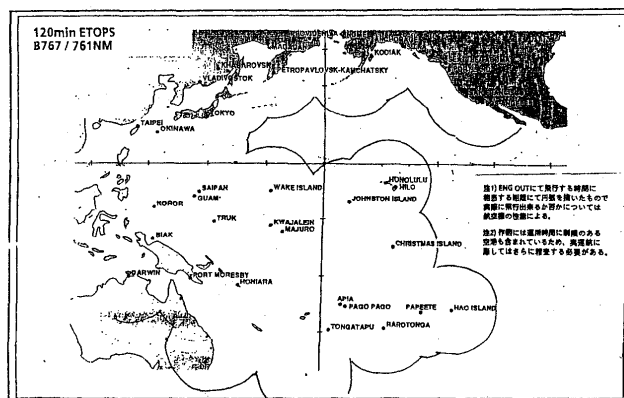 120min ETOPS
B767 / 761NM
KODIAK
KHABAROVSK
PETROPAVLOVSK-KAMCHATSKY
VLADIVOSTOK
TOKYO
TAIPEI
OKINAWA
HONOLULU
HILO
SAIPAN
WAKE ISLAND
GUAM
JOHNSTON ISLAND
KOROR
TRUK
KWAJALEIN
MAJURO
BIAK
CHRISTMAS ISLAND
DARWIN
PORT MORESBY
HONIARA
APIA
PAGO PAGO
PAPEETE
HAO ISLAND
TONGATAPU
RAROTONGA
注1) ENG OUTにて飛行する時間に
相当する距離にて円弧を描いたもので
実際に飛行出来るか否かについては
航空機の性能による。
注2) 作図には運用時間に制限のある
空港も含まれているため、実運航に
際してはさらに精査する必要がある。